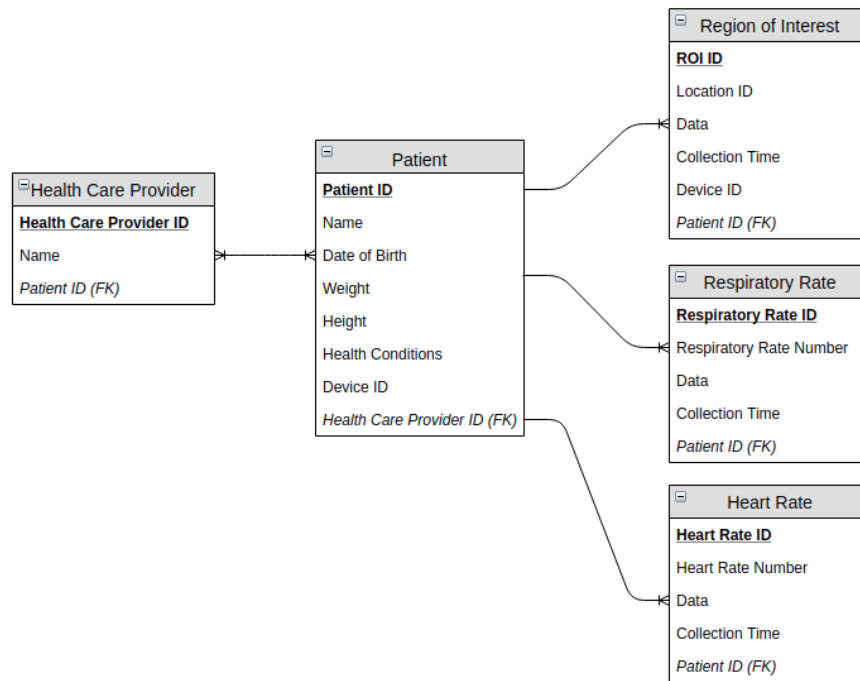 Health Care Provider
Health Care Provider ID
Name
Patient ID (FK)
Patient
Patient ID
Name
Date of Birth
Weight
Height
Health Conditions
Device ID
Health Care Provider ID (FK)
Region of Interest
ROI ID
Location ID
Data
Collection Time
Device ID
Patient ID (FK)
Respiratory Rate
Respiratory Rate ID
Respiratory Rate Number
Data
Collection Time
Patient ID (FK)
Heart Rate
Heart Rate ID
Heart Rate Number
Data
Collection Time
Patient ID (FK)